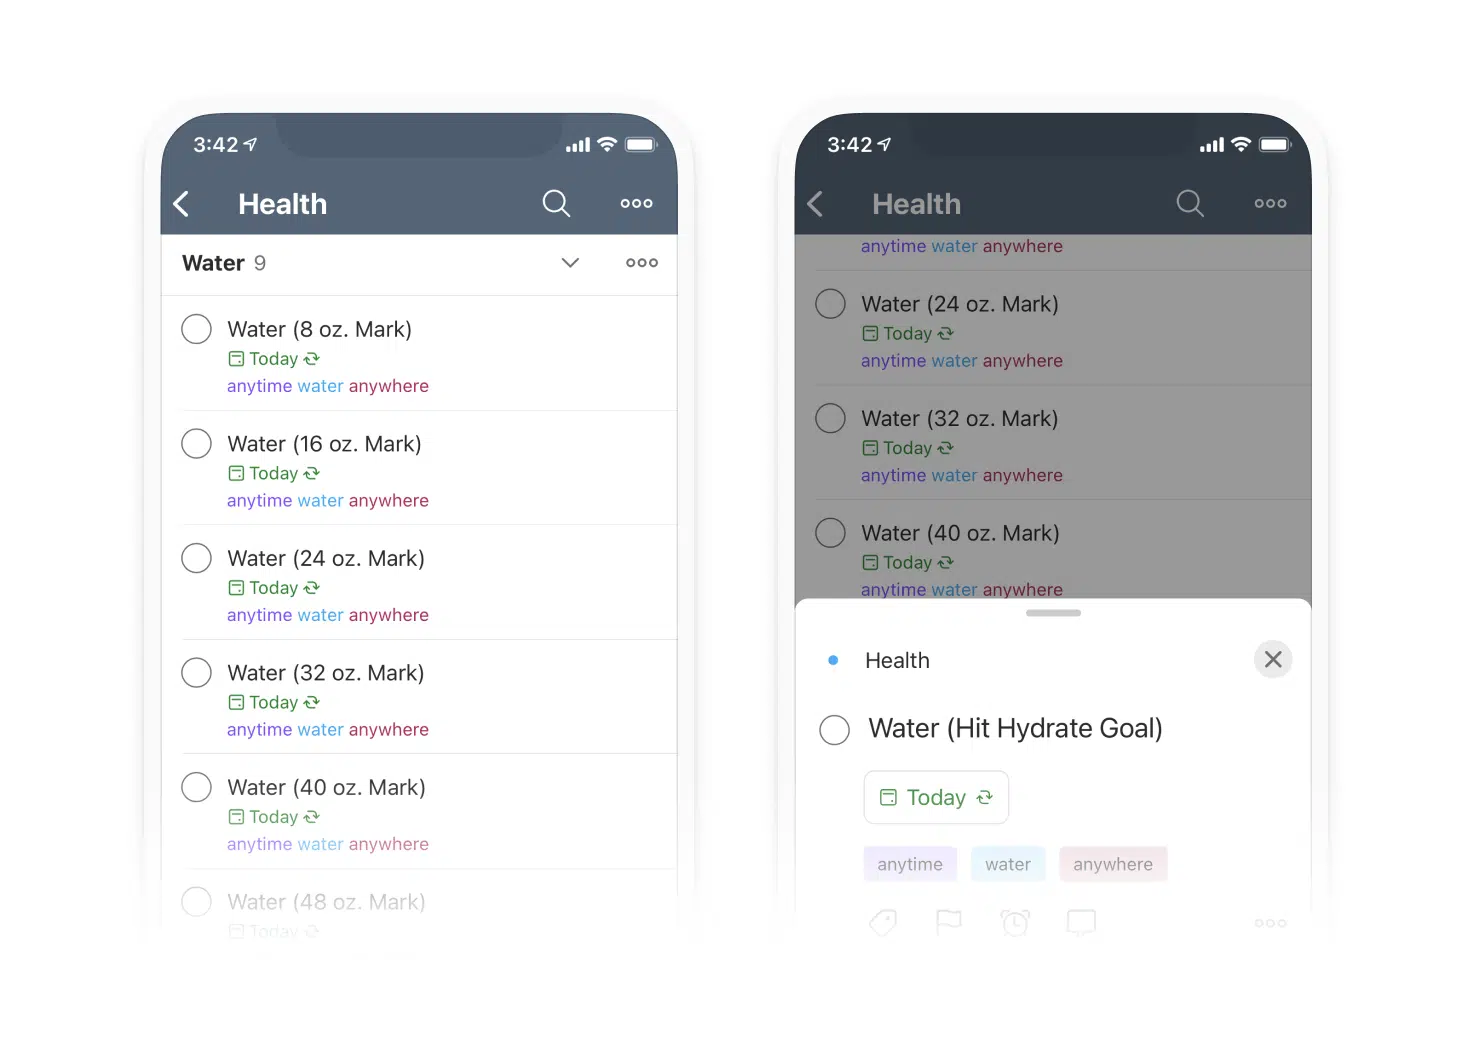 3:42
Health
Water 9
Water (8 oz. Mark)
Today
anytime water anywhere
Water (16 oz. Mark)
Today
anytime water anywhere
Water (24 oz. Mark)
Today
anytime water anywhere
Water (32 oz. Mark)
Today
anytime water anywhere
Water (40 oz. Mark)
Today
anytime water anywhere
Water (48 oz. Mark)
Today
3:42
Health
anytime water anywhere
Water (24 oz. Mark)
Today
anytime water anywhere
Water (32 oz. Mark)
Today
anytime water anywhere
Water (40 oz. Mark)
Today
anytime water anywhere
Health
Water (Hit Hydrate Goal)
Today
anytime water anywhere